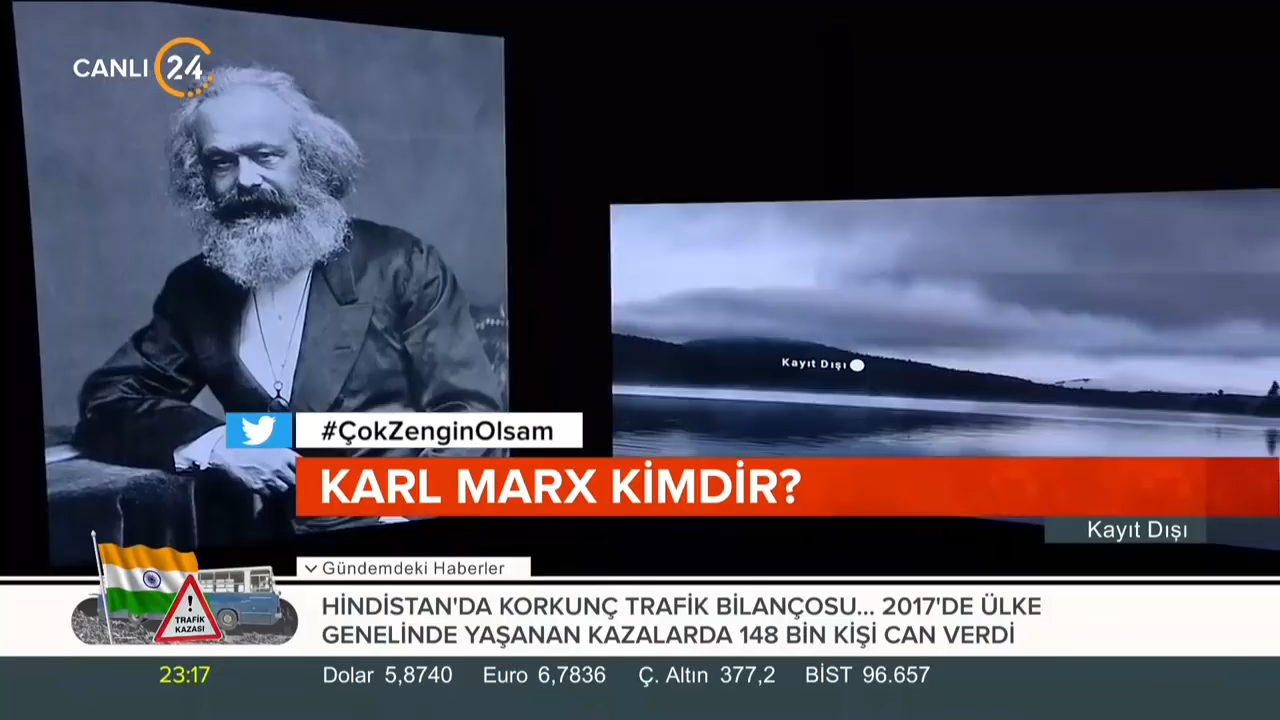 CANLI 24
Kayıt Dışı
#ÇokZenginOlsam
KARL MARX KİMDİR?
Kayıt Dışı
Gündemdeki Haberler
TRAFİK
KAZASI
HİNDİSTAN'DA KORKUNÇ TRAFİK BİLANÇOSU... 2017'DE ÜLKE
GENELİNDE YAŞANAN KAZALARDA 148 BİN KİŞİ CAN VERDİ
23:17 Dolar 5,8740 Euro 6,7836 Ç. Altın 377,2 BİST 96.657